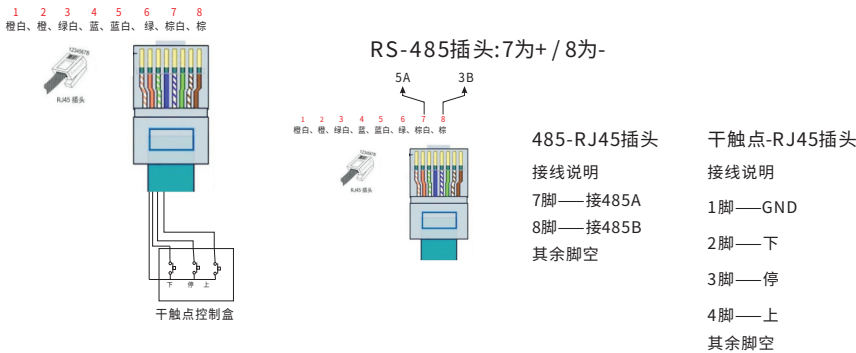 1 2 3 4 5 6 7 8
橙白、橙、绿白、蓝、蓝白、绿、棕白、棕
12345678
RJ45 插头
下 停 上
干触点控制盒
RS-485插头:7为+ / 8为-
5A 3B
1 2 3 4 5 6 7 8
橙白、橙、绿白、蓝、蓝白、绿、棕白、棕
12345678
RJ45 插头
485-RJ45插头
接线说明
7脚——接485A
8脚——接485B
其余脚空
干触点-RJ45插头
接线说明
1脚——GND
2脚——下
3脚——停
4脚——上
其余脚空